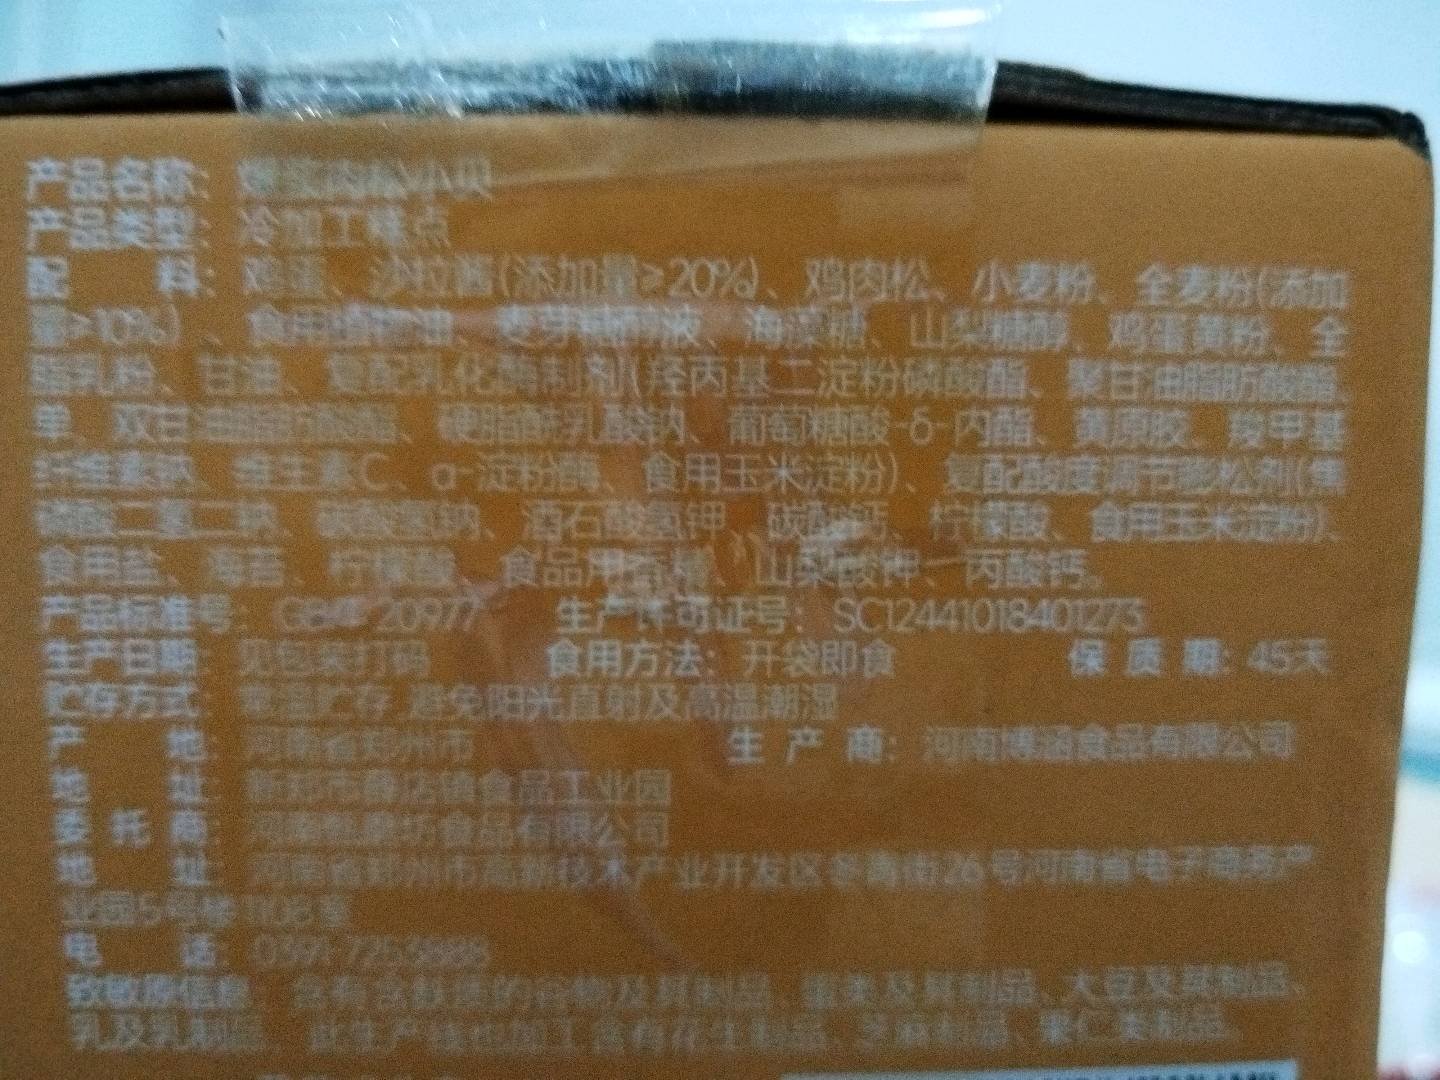 产品名称：爆浆肉松小贝
产品类型：冷加工糕点
配 料：鸡蛋、沙拉酱(添加量≥20%)、鸡肉松、小麦粉、全麦粉(添加
量≥10%)、食用植物油、麦芽糖醇液、海藻糖、山梨糖醇、鸡蛋黄粉、全
脂乳粉、甘油、复配乳化酶制剂(羟丙基二淀粉磷酸酯、聚甘油脂肪酸酯、
单，双甘油脂肪酸酯、硬脂酰乳酸钠、葡萄糖酸-δ-内酯、黄原胶、羧甲基
纤维素钠、维生素C、α-淀粉酶、食用玉米淀粉)、复配酸度调节膨松剂(焦
磷酸二氢二钠、碳酸氢钠、酒石酸氢钾、碳酸钙、柠檬酸、食用玉米淀粉)、
食用盐、海苔、柠檬酸、食品用香精、山梨酸钾、丙酸钙。
产品标准号：GB/T 20977 生产许可证号：SC12441018401273
生产日期：见包装打码 食用方法：开袋即食 保 质 期：45天
贮存方式：常温贮存 避免阳光直射及高温潮湿
产 地：河南省郑州市 生 产 商：河南博涵食品有限公司
地 址：新郑市薛店镇食品工业园
委 托 商：河南 食品有限公司
地 址：河南省郑州市高新技术产业开发区冬青街26号河南省电子商务产
业园5号楼1108室
电 话：0391-7253888
致敏原信息：含有含麸质的谷物及其制品、蛋类及其制品、大豆及其制品、
乳及乳制品。此生产线也加工含有花生制品、芝麻制品、果仁类制品。